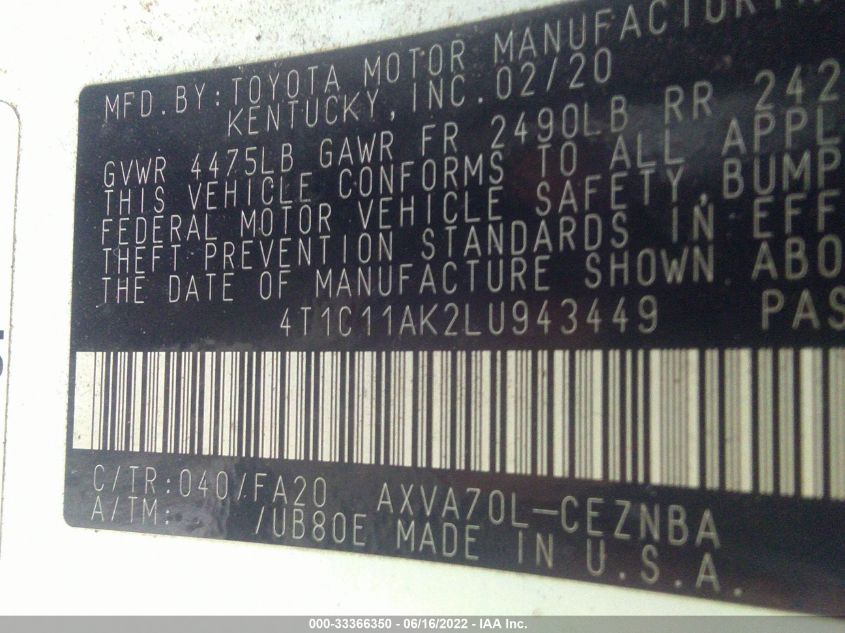 MFD.BY:TOYOTA MOTOR MANUFACTURI
KENTUCKY,INC.02/20
GVWR 4475LB GAWR FR 2490LB RR 242
THIS VEHICLE CONFORMS TO ALL APPL
FEDERAL MOTOR VEHICLE SAFETY,BUMP
THEFT PREVENTION STANDARDS IN EFF
THE DATE OF MANUFACTURE SHOWN ABO
4T1C11AK2LU943449 PAS
C/TR:040/FA20 AXVA70L-CEZNBA
A/TM: /UB80E MADE IN U.S.A.
000-33366350 - 06/16/2022 - IAA Inc.